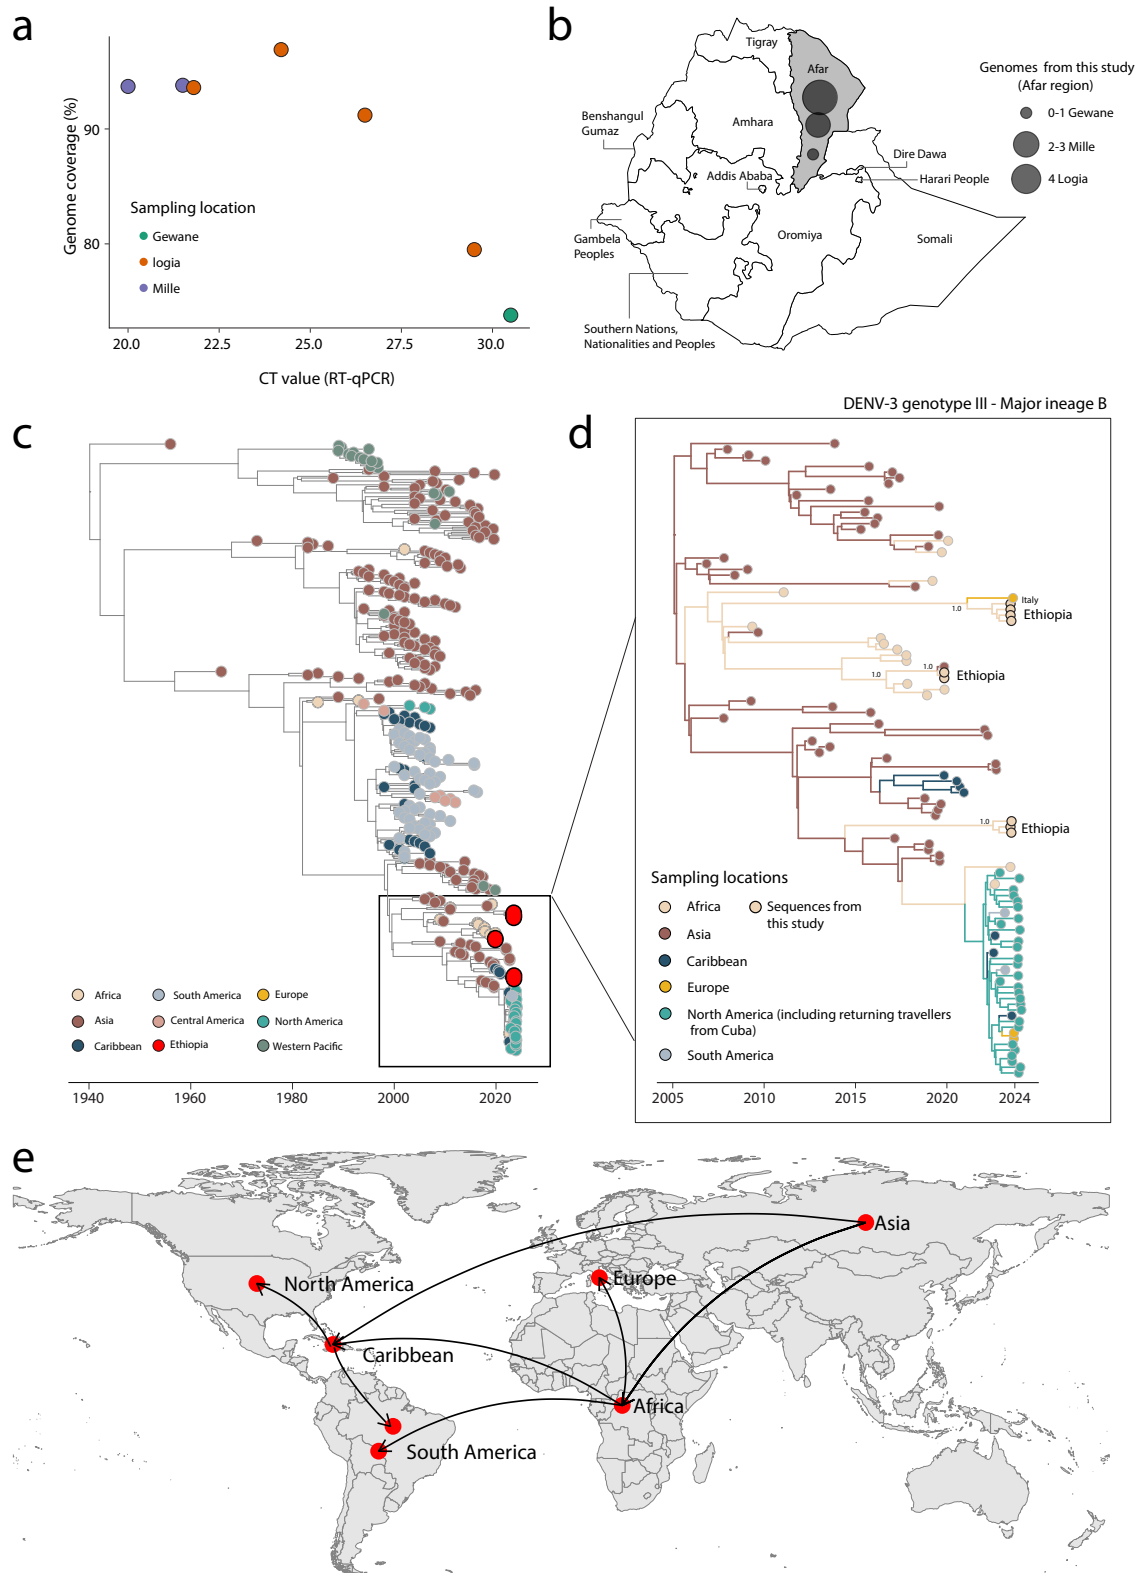 a
Genome coverage (%)
90
80
Sampling location
Gewane
logia
Mille
20.0
22.5
25.0
27.5
30.0
CT value (RT-qPCR)
b
Tigray
Afar
Benshangul
Gumaz
Amhara
Dire Dawa
Harari People
Addis Ababa
Gambela
Peoples
Oromiya
Somali
Southern Nations,
Nationalities and Peoples
Genomes from this study
(Afar region)
0-1 Gewane
2-3 Mille
4 Logia
c
Africa
Asia
Caribbean
South America
Central America
Ethiopia
Europe
North America
Western Pacific
1940
1960
1980
2000
2020
d
DENV-3 genotype III - Major ineage B
Italy
1.0
Ethiopia
1.0
1.0
Ethiopia
1.0
Ethiopia
Sampling locations
Africa
Sequences from
this study
Asia
Caribbean
Europe
North America (including returning travellers
from Cuba)
South America
2005
2010
2015
2020
2024
e
Asia
North America
Europe
Caribbean
Africa
South America